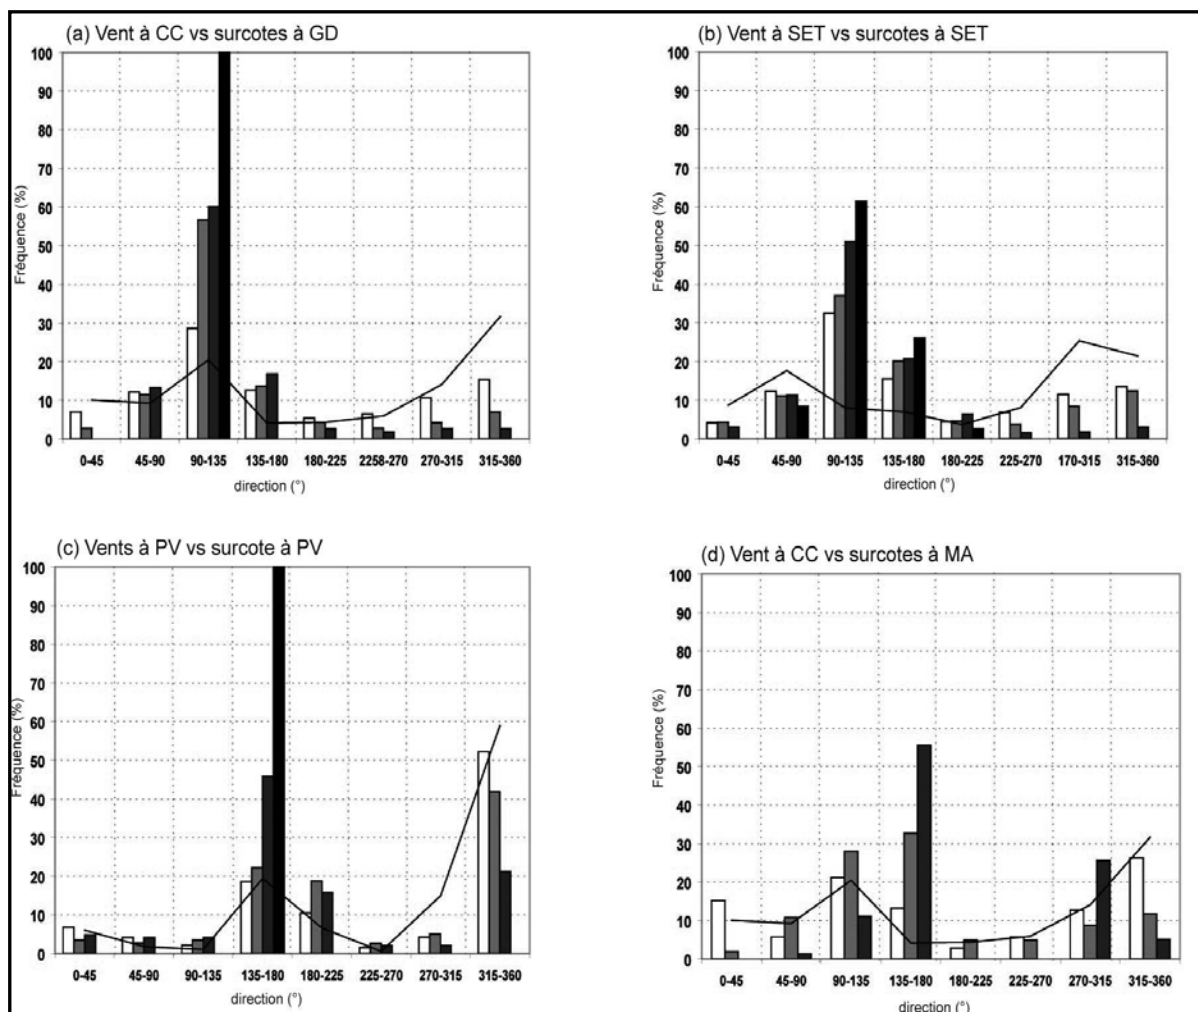 (a) Vent à CC vs surcotes à GD
100
90
80
70
60
50
40
30
20
10
0
Fréquence (%)
0-45 45-90 90-135 135-180 180-225 2258-270 270-315 315-360
direction (°)
(b) Vent à SET vs surcotes à SET
100
90
80
70
60
50
40
30
20
10
0
Fréquence (%)
0-45 45-90 90-135 135-180 180-225 225-270 170-315 315-360
direction (°)
(c) Vents à PV vs surcote à PV
100
90
80
70
60
50
40
30
20
10
0
Fréquence (%)
0-45 45-90 90-135 135-180 180-225 225-270 270-315 315-360
direction (°)
(d) Vent à CC vs surcotes à MA
100
90
80
70
60
50
40
30
20
10
0
Fréquence (%)
0-45 45-90 90-135 135-180 180-225 225-270 270-315 315-360
direction (°)